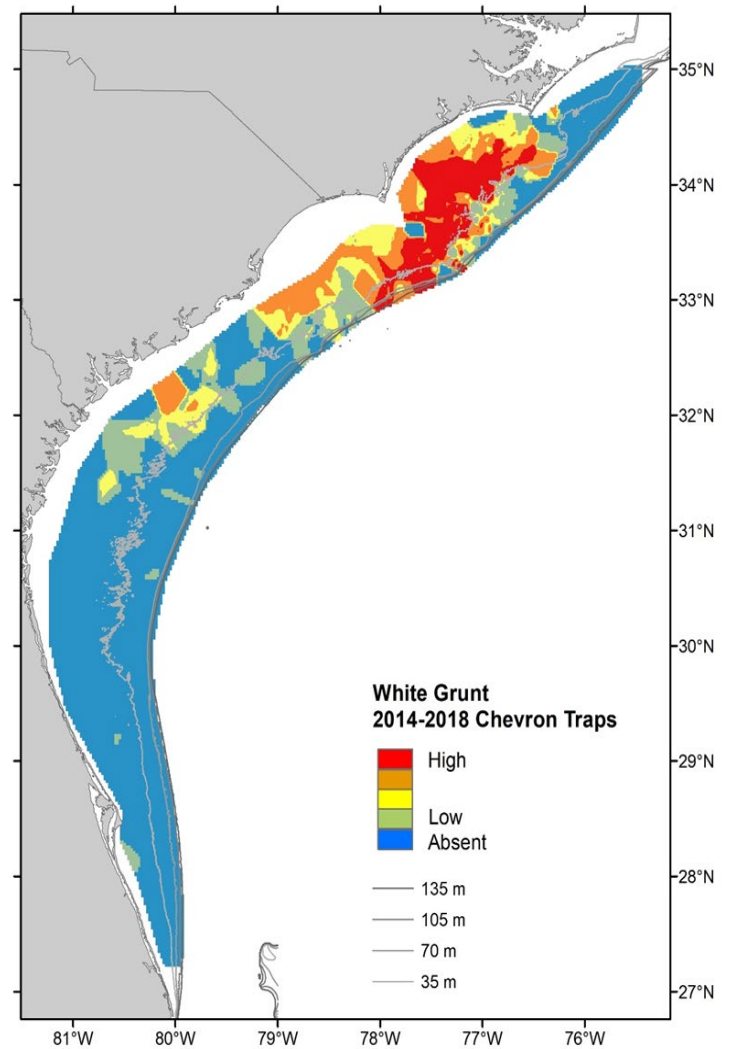 35°N
34°N
33°N
32°N
31°N
30°N
White Grunt
2014-2018 Chevron Traps
29°N
High
Low
Absent
28°N
135 m
105 m
70 m
35 m
27°N
81°W 80°W 79°W 78°W 77°W 76°W